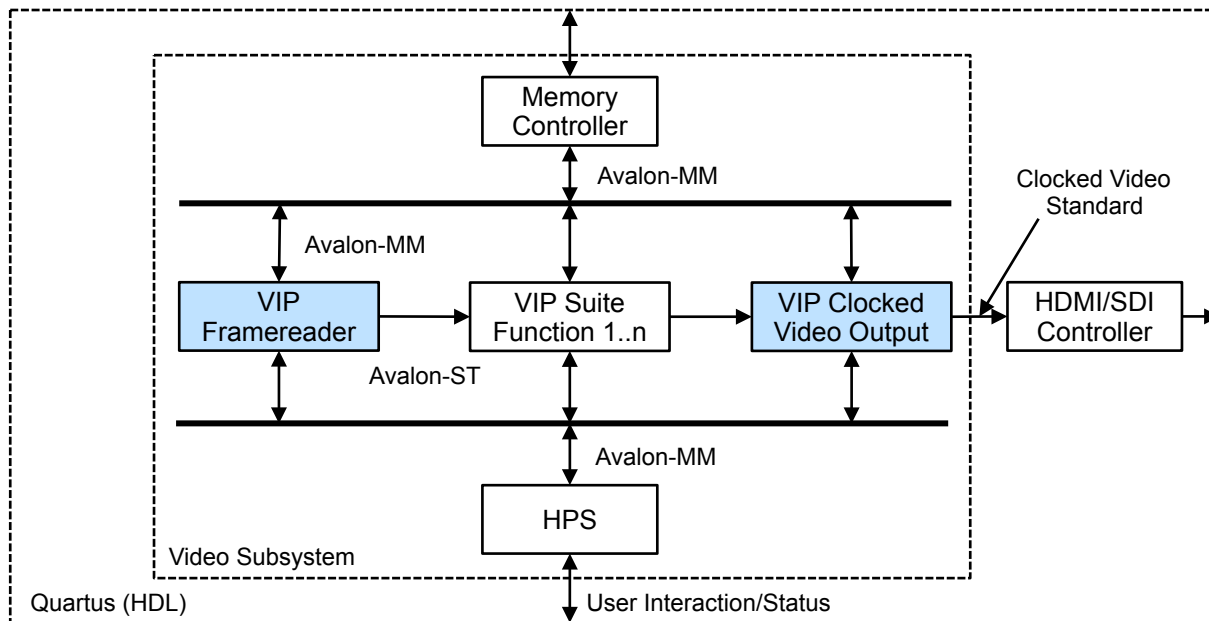 Memory
Controller
Avalon-MM
Clocked Video
Standard
Avalon-MM
VIP
Framereader
VIP Suite
Function 1..n
VIP Clocked
Video Output
HDMI/SDI
Controller
Avalon-ST
Avalon-MM
HPS
Video Subsystem
Quartus (HDL)
User Interaction/Status